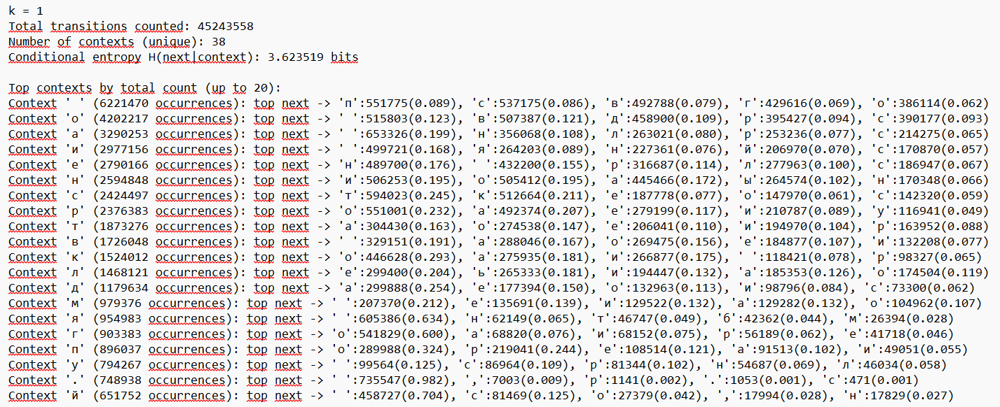 k = 1
Total transitions counted: 45243558
Number of contexts (unique): 38
Conditional entropy H(next|context): 3.623519 bits
Top contexts by total count (up to 20):
Context ' ' (6221470 occurrences): top next -> 'п':551775(0.089), 'с':537175(0.086), 'в':492788(0.079), 'г':429616(0.069), 'о':386114(0.062)
Context 'о' (4202217 occurrences): top next -> ' ':515803(0.123), 'в':507387(0.121), 'д':458900(0.109), 'р':395427(0.094), 'с':390177(0.093)
Context 'а' (3290253 occurrences): top next -> ' ':653326(0.199), 'н':356068(0.108), 'л':263021(0.080), 'р':253236(0.077), 'с':214275(0.065)
Context 'и' (2977156 occurrences): top next -> ' ':499721(0.168), 'я':264203(0.089), 'н':227361(0.076), 'й':206970(0.070), 'с':170870(0.057)
Context 'е' (2790166 occurrences): top next -> 'н':489700(0.176), ' ':432200(0.155), 'р':316687(0.114), 'л':277963(0.100), 'с':186947(0.067)
Context 'н' (2594848 occurrences): top next -> 'и':506253(0.195), 'о':505412(0.195), 'а':445466(0.172), 'ы':264574(0.102), 'н':170348(0.066)
Context 'с' (2424497 occurrences): top next -> 'т':594023(0.245), 'к':512664(0.211), 'е':187778(0.077), 'о':147970(0.061), 'с':142320(0.059)
Context 'р' (2376383 occurrences): top next -> 'о':551001(0.232), 'а':492374(0.207), 'е':279199(0.117), 'и':210787(0.089), 'у':116941(0.049)
Context 'т' (1873276 occurrences): top next -> 'а':304430(0.163), 'о':274538(0.147), 'е':206041(0.110), 'и':194970(0.104), 'р':163952(0.088)
Context 'в' (1726048 occurrences): top next -> ' ':329151(0.191), 'а':288046(0.167), 'о':269475(0.156), 'е':184877(0.107), 'и':132208(0.077)
Context 'к' (1524012 occurrences): top next -> 'о':446628(0.293), 'а':275935(0.181), 'и':266877(0.175), ' ':118421(0.078), 'р':98327(0.065)
Context 'л' (1468121 occurrences): top next -> 'е':299400(0.204), 'ь':265333(0.181), 'и':194447(0.132), 'а':185353(0.126), 'о':174504(0.119)
Context 'д' (1179634 occurrences): top next -> 'а':299888(0.254), 'е':177394(0.150), 'о':132963(0.113), 'и':98796(0.084), 'с':73300(0.062)
Context 'м' (979376 occurrences): top next -> ' ':207370(0.212), 'е':135691(0.139), 'и':129522(0.132), 'а':129282(0.132), 'о':104962(0.107)
Context 'я' (954983 occurrences): top next -> ' ':605386(0.634), 'н':62149(0.065), 'т':46747(0.049), 'б':42362(0.044), 'м':26394(0.028)
Context 'г' (903383 occurrences): top next -> 'о':541829(0.600), 'а':68820(0.076), 'и':68152(0.075), 'р':56189(0.062), 'е':41718(0.046)
Context 'п' (896037 occurrences): top next -> 'о':289988(0.324), 'р':219041(0.244), 'е':108514(0.121), 'а':91513(0.102), 'и':49051(0.055)
Context 'у' (794267 occurrences): top next -> ' ':99564(0.125), 'с':86964(0.109), 'р':81344(0.102), 'н':54687(0.069), 'л':46034(0.058)
Context '.' (748938 occurrences): top next -> ' ':735547(0.982), ',':7003(0.009), 'р':1141(0.002), '.':1053(0.001), 'с':471(0.001)
Context 'й' (651752 occurrences): top next -> ' ':458727(0.704), 'с':81469(0.125), 'о':27379(0.042), ',':17994(0.028), 'н':17829(0.027)